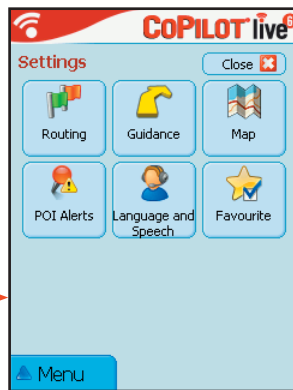 CoPILOT live 6
Settings
Close
Routing
Guidance
Map
POI Alerts
Language and
Speech
Favourite
Menu